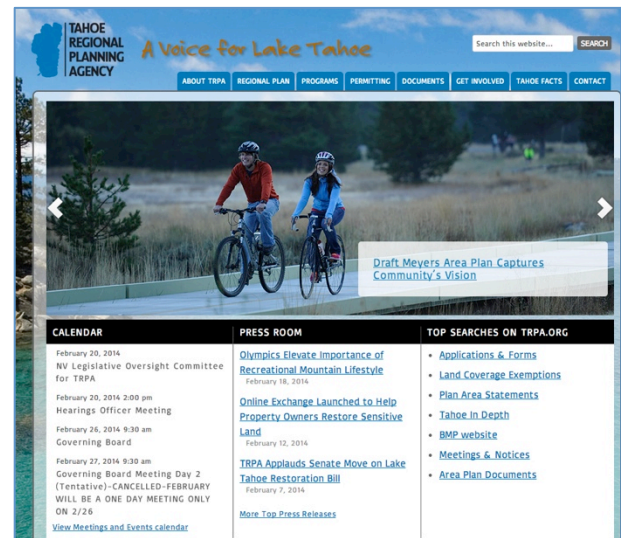 TAHOE
REGIONAL
PLANNING
AGENCY
A Voice for Lake Tahoe
Search this website...
SEARCH
ABOUT TRPA
REGIONAL PLAN
PROGRAMS
PERMITTING
DOCUMENTS
GET INVOLVED
TAHOE FACTS
CONTACT
Draft Meyers Area Plan Captures
Community's Vision
CALENDAR
February 20, 2014
NV Legislative Oversight Committee
for TRPA
February 20, 2014 2:00 pm
Hearings Officer Meeting
February 26, 2014 9:30 am
Governing Board
February 27, 2014 9:30 am
Governing Board Meeting Day 2
(Tentative)-CANCELLED-FEBRUARY
WILL BE A ONE DAY MEETING ONLY
ON 2/26
View Meetings and Events calendar
PRESS ROOM
Olympics Elevate Importance of
Recreational Mountain Lifestyle
February 18, 2014
Online Exchange Launched to Help
Property Owners Restore Sensitive
Land
February 12, 2014
TRPA Applauds Senate Move on Lake
Tahoe Restoration Bill
February 7, 2014
More Top Press Releases
TOP SEARCHES ON TRPA.ORG
• Applications & Forms
• Land Coverage Exemptions
• Plan Area Statements
• Tahoe In Depth
• BMP website
• Meetings & Notices
• Area Plan Documents